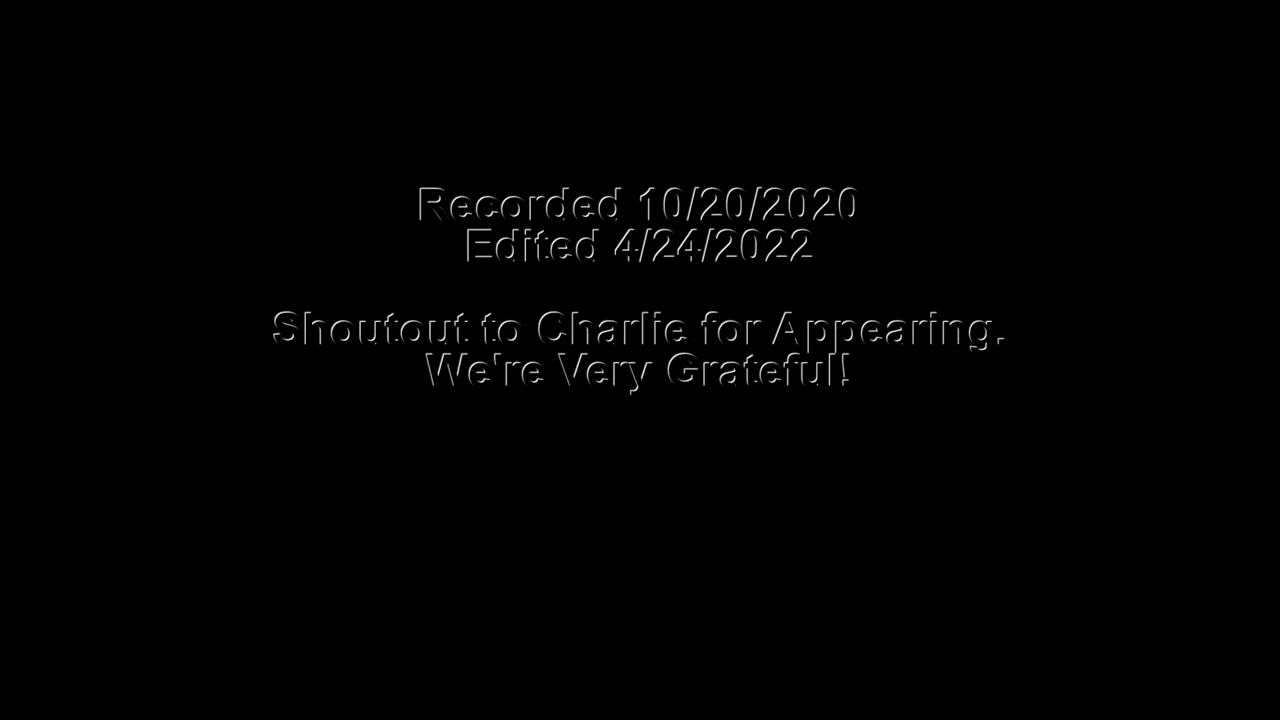 Recorded 10/20/2020
Edited 4/24/2022
Shoutout to Charlie for Appearing.
We're Very Grateful!